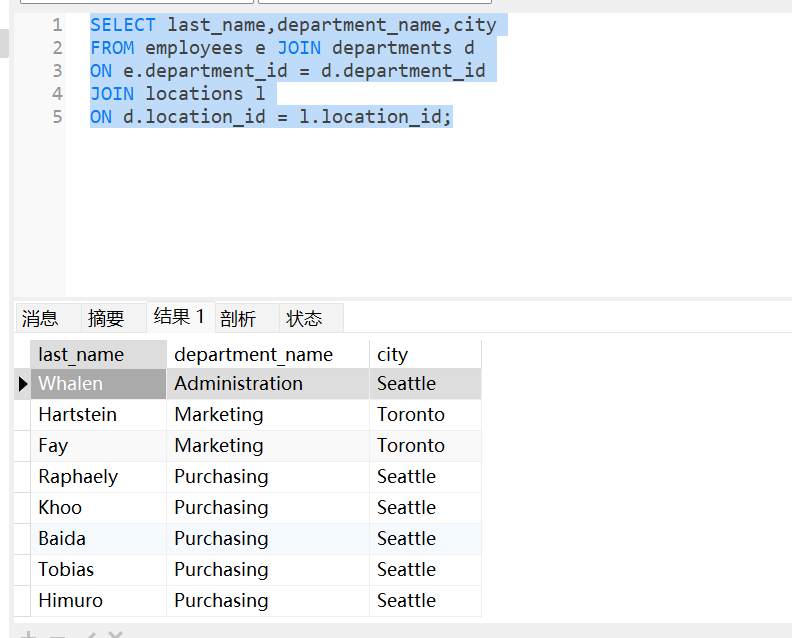 1 SELECT last_name,department_name,city
2 FROM employees e JOIN departments d
3 ON e.department_id = d.department_id
4 JOIN locations l
5 ON d.location_id = l.location_id;
消息 摘要 结果 1 剖析 状态
last_name department_name city
Whalen Administration Seattle
Hartstein Marketing Toronto
Fay Marketing Toronto
Raphaely Purchasing Seattle
Khoo Purchasing Seattle
Baida Purchasing Seattle
Tobias Purchasing Seattle
Himuro Purchasing Seattle